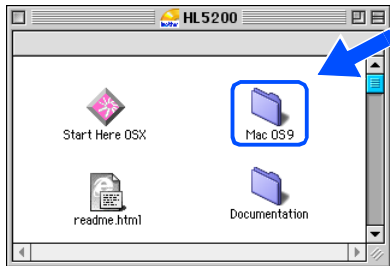 HL5200
Start Here OSX
Mac OS9
readme.html
Documentation